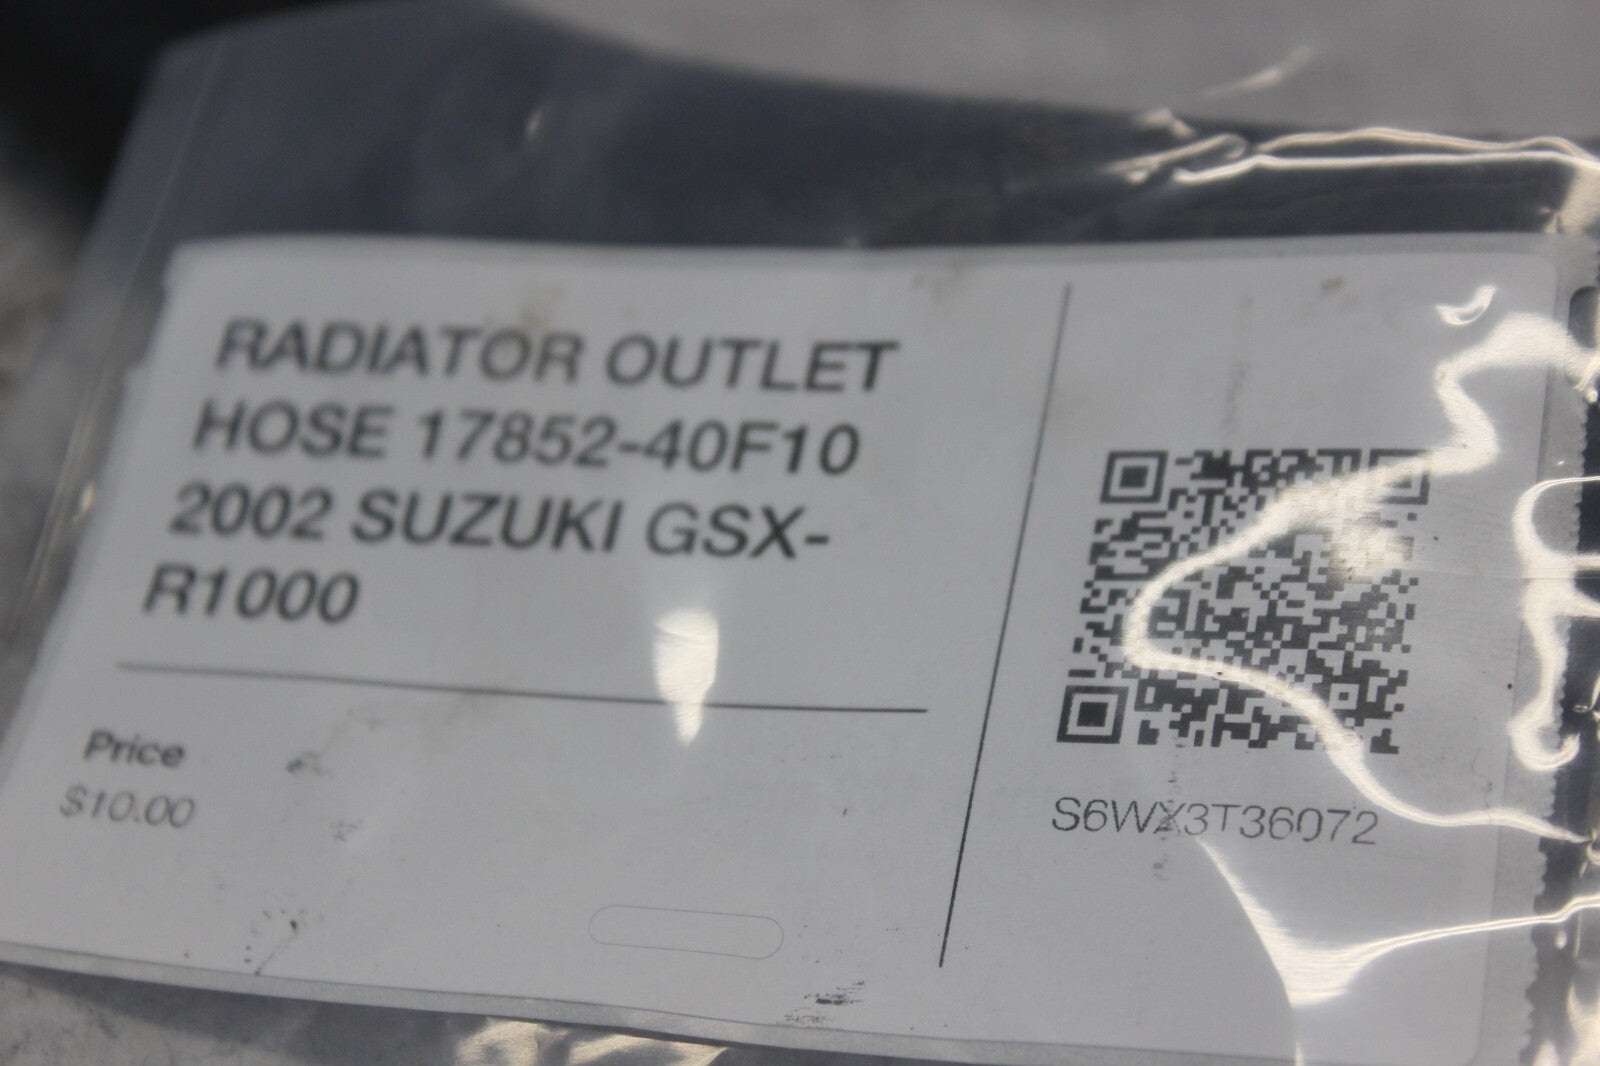 RADIATOR OUTLET
HOSE 17852-40F10
2002 SUZUKI GSX-
R1000
Price
$10.00
S6WX3T36072